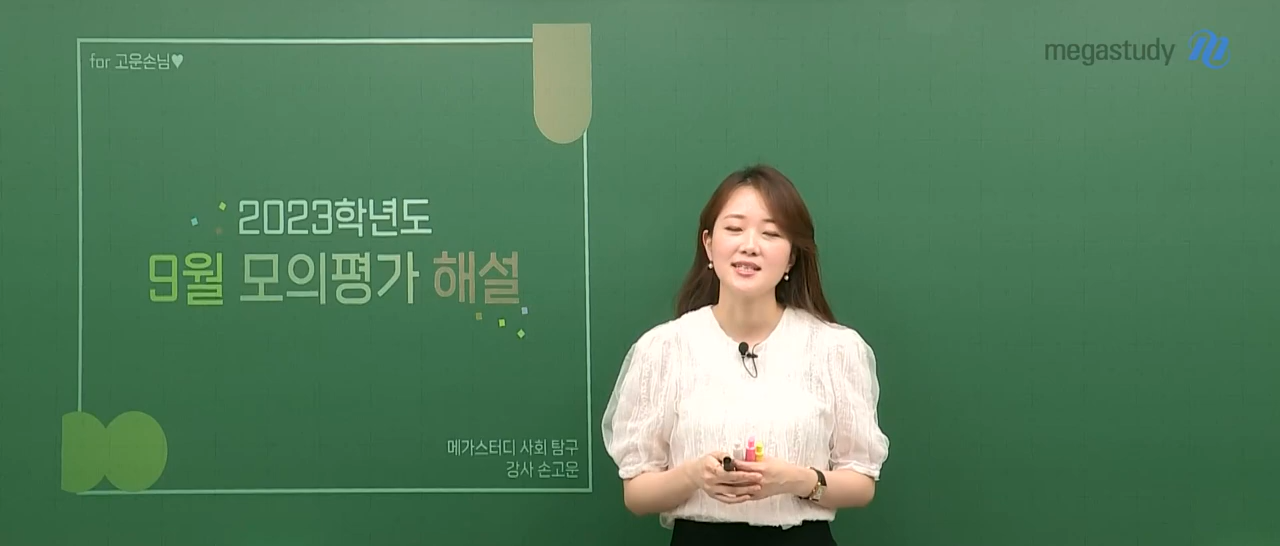 for 고운손님♥
megastudy
2023학년도
9월 모의평가 해설
메가스터디 사회 탐구
강사 손고운